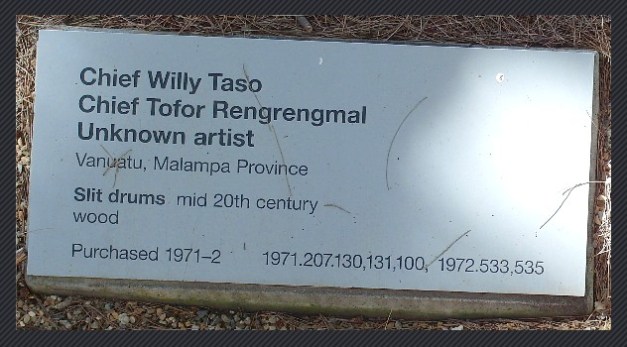 Chief Willy Taso
Chief Tofor Rengrengmal
Unknown artist
Vanuatu, Malampa Province
Slit drums mid 20th century
wood
Purchased 1971–2 1971.207.130,131,100, 1972.533,535